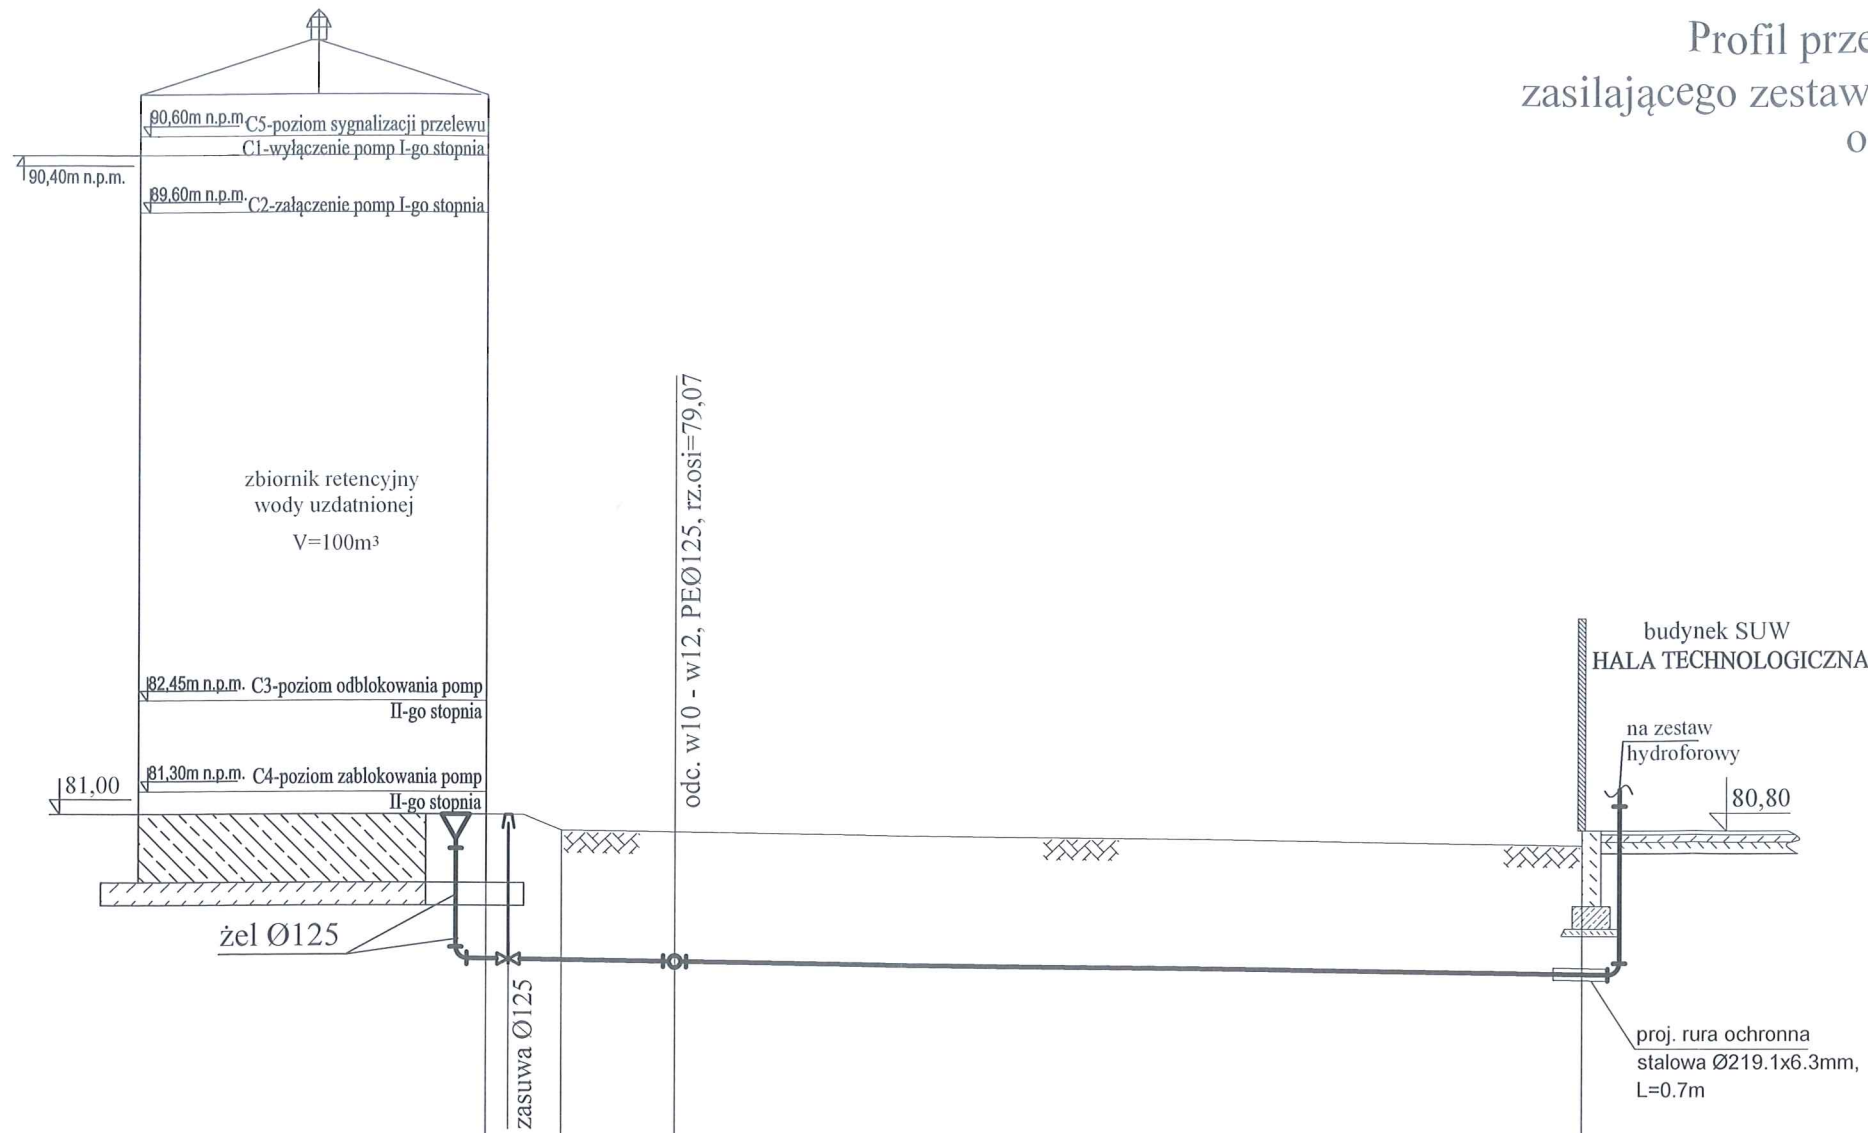 Profil prze
zasilającego zestaw
o
90,60m n.p.m.
C5-poziom sygnalizacji przelewu
C1-wyłączenie pomp I-go stopnia
90,40m n.p.m.
89,60m n.p.m.
C2-załączenie pomp I-go stopnia
zbiornik retencyjny
wody uzdatnionej
V=100m³
odc. w10 - w12, PEØ125, rz.osi=79,07
budynek SUW
HALA TECHNOLOGICZNA
82,45m n.p.m.
C3-poziom odblokowania pomp
II-go stopnia
na zestaw
hydroforowy
81,30m n.p.m.
C4-poziom zablokowania pomp
II-go stopnia
81,00
80,80
żel Ø125
zasuwa Ø125
proj. rura ochronna
stalowa Ø219.1x6.3mm,
L=0.7m